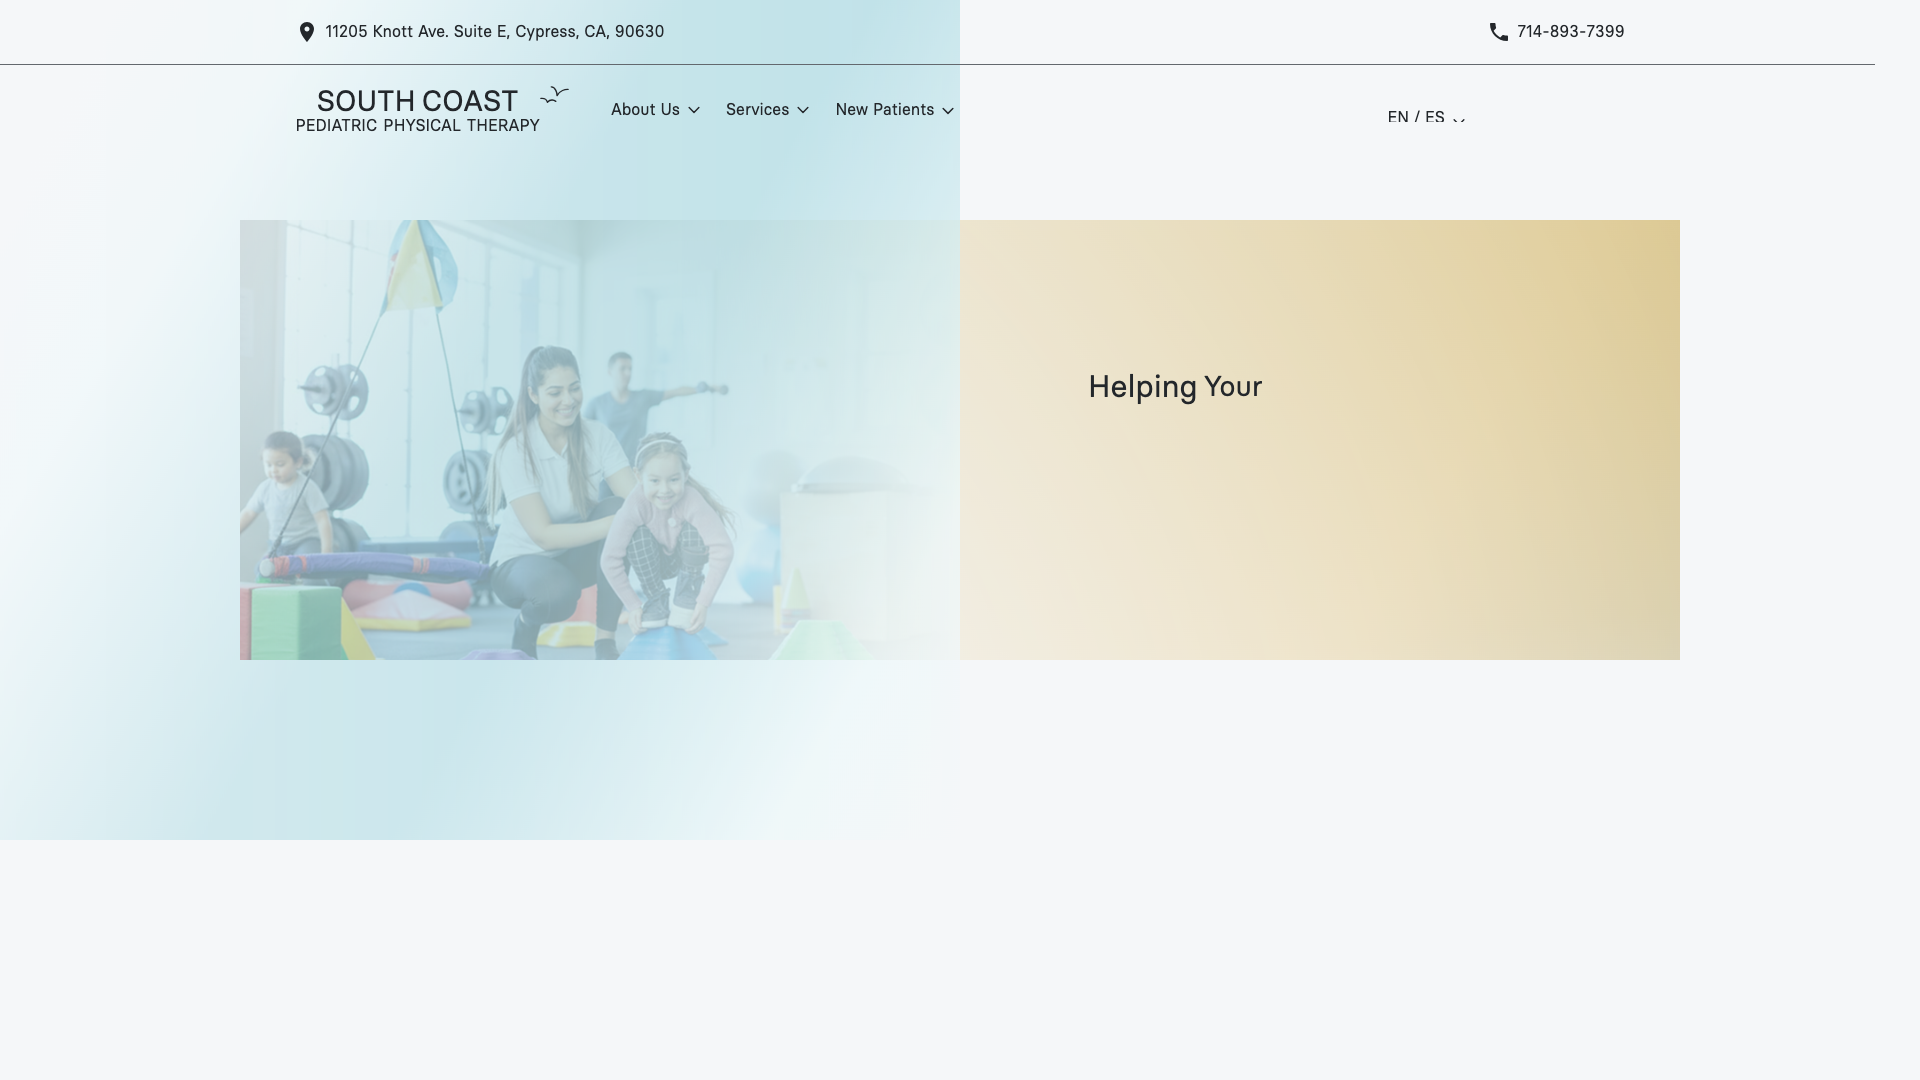 11205 Knott Ave. Suite E, Cypress, CA, 90630
714-893-7399
SOUTH COAST
PEDIATRIC PHYSICAL THERAPY
About Us
Services
New Patients
EN / ES
Helping Your